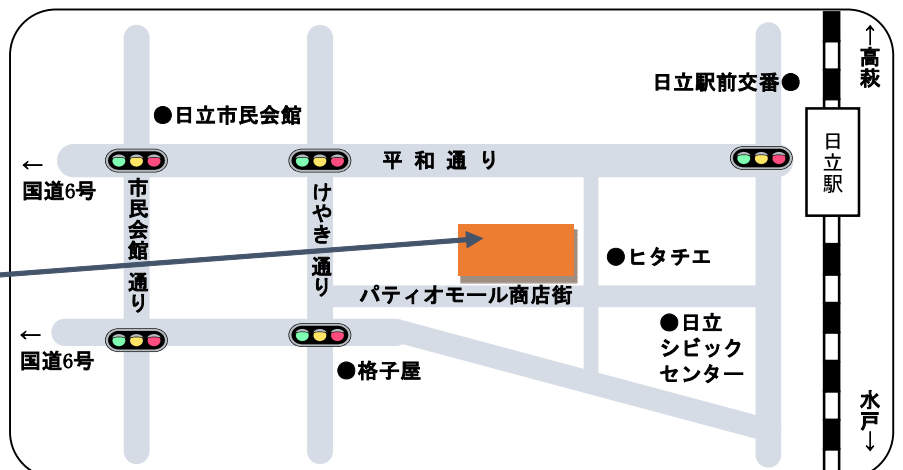 ↑高萩
日立駅前交番●
●日立市民会館
日立駅
←
国道6号
平和通り
市民会館通り
けやき通り
●ヒタチエ
パティオモール商店街
●日立
シビック
センター
←
国道6号
●格子屋
水戸↓